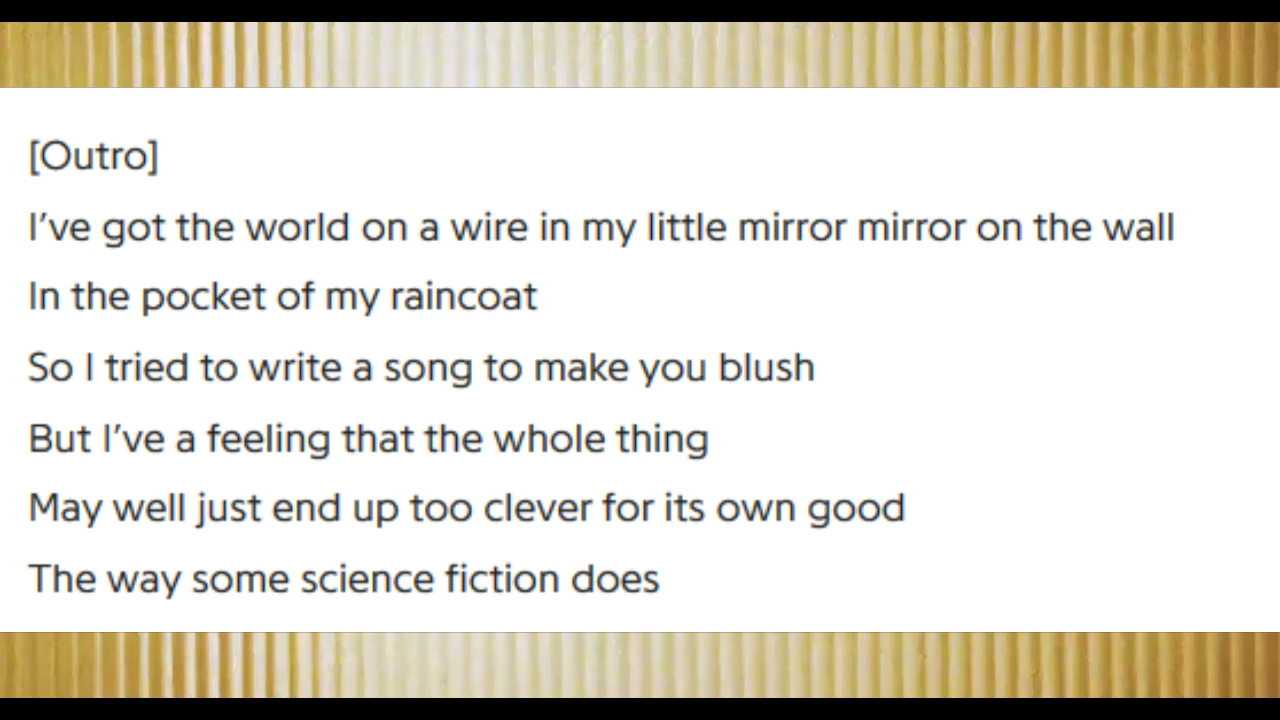 [Outro]
I've got the world on a wire in my little mirror mirror on the wall
In the pocket of my raincoat
So I tried to write a song to make you blush
But I've a feeling that the whole thing
May well just end up too clever for its own good
The way some science fiction does